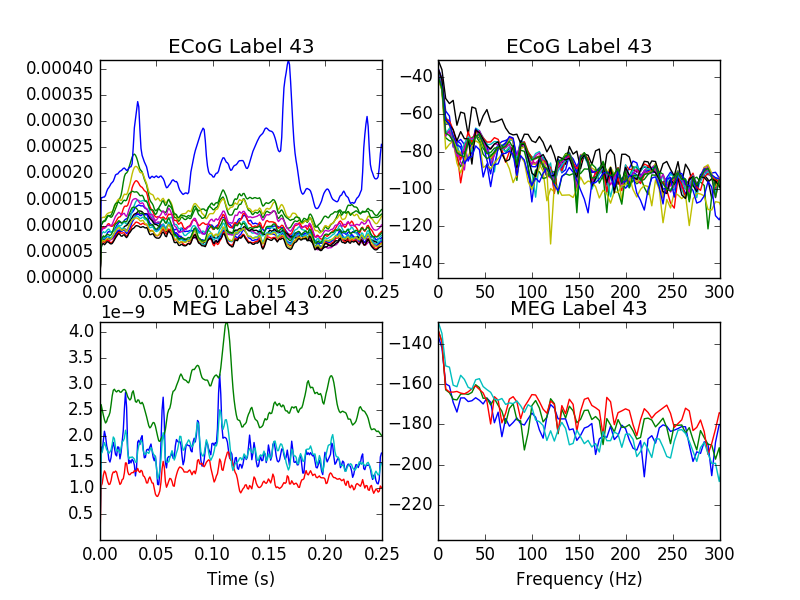 ECoG Label 43
0.00040
0.00035
0.00030
0.00025
0.00020
0.00015
0.00010
0.00005
0.00000
0.00 0.05 0.10 0.15 0.20 0.25
ECoG Label 43
−40
−60
−80
−100
−120
−140
0 50 100 150 200 250 300
MEG Label 43
1e−9
4.0
3.5
3.0
2.5
2.0
1.5
1.0
0.5
0.00 0.05 0.10 0.15 0.20 0.25
Time (s)
MEG Label 43
−140
−160
−180
−200
−220
0 50 100 150 200 250 300
Frequency (Hz)